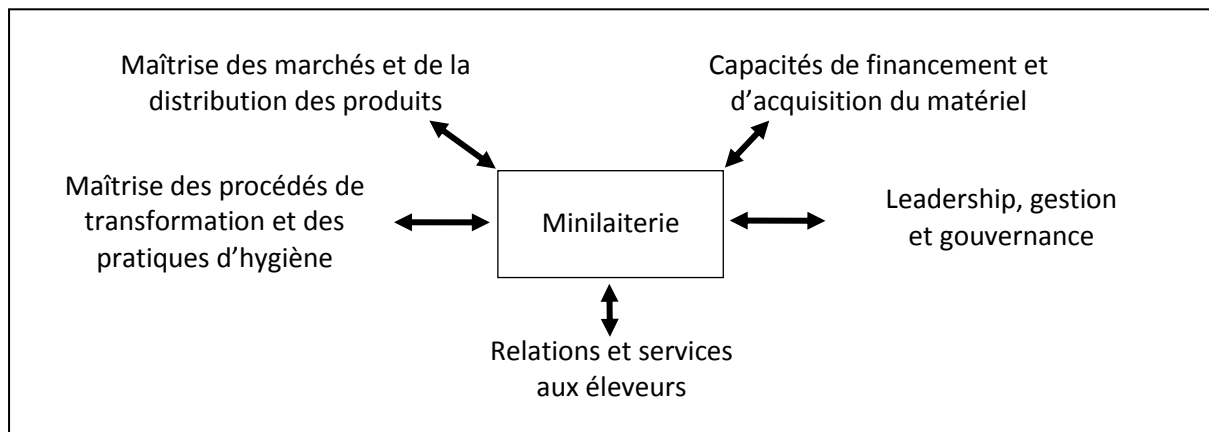 Maîtrise des marchés et de la
distribution des produits
Capacités de financement et
d’acquisition du matériel
Maîtrise des procédés de
transformation et des
pratiques d’hygiène
Minilaiterie
Leadership, gestion
et gouvernance
Relations et services
aux éleveurs